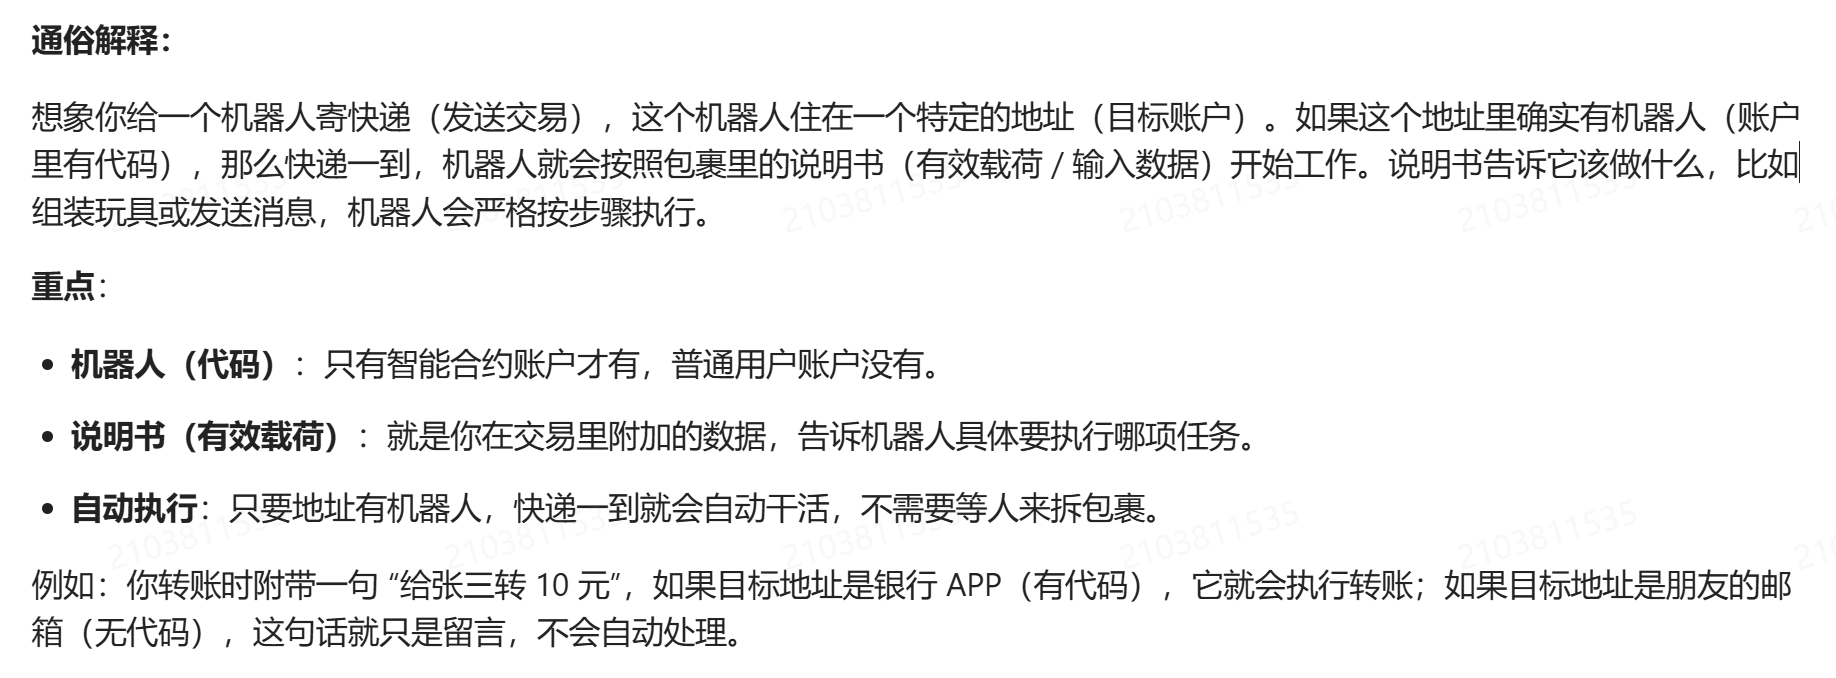 通俗解释：
想象你给一个机器人寄快递（发送交易），这个机器人住在一个特定的地址（目标账户）。如果这个地址里确实有机器人（账户
里有代码），那么快递一到，机器人就会按照包裹里的说明书（有效载荷 / 输入数据）开始工作。说明书告诉它该做什么，比如
组装玩具或发送消息，机器人会严格按步骤执行。
重点：
• 机器人（代码）：只有智能合约账户才有，普通用户账户没有。
• 说明书（有效载荷）：就是你在交易里附加的数据，告诉机器人具体要执行哪项任务。
• 自动执行：只要地址有机器人，快递一到就会自动干活，不需要等人来拆包裹。
例如：你转账时附带一句 “给张三转 10 元”，如果目标地址是银行 APP（有代码），它就会执行转账；如果目标地址是朋友的邮
箱（无代码），这句话就只是留言，不会自动处理。
2103811535